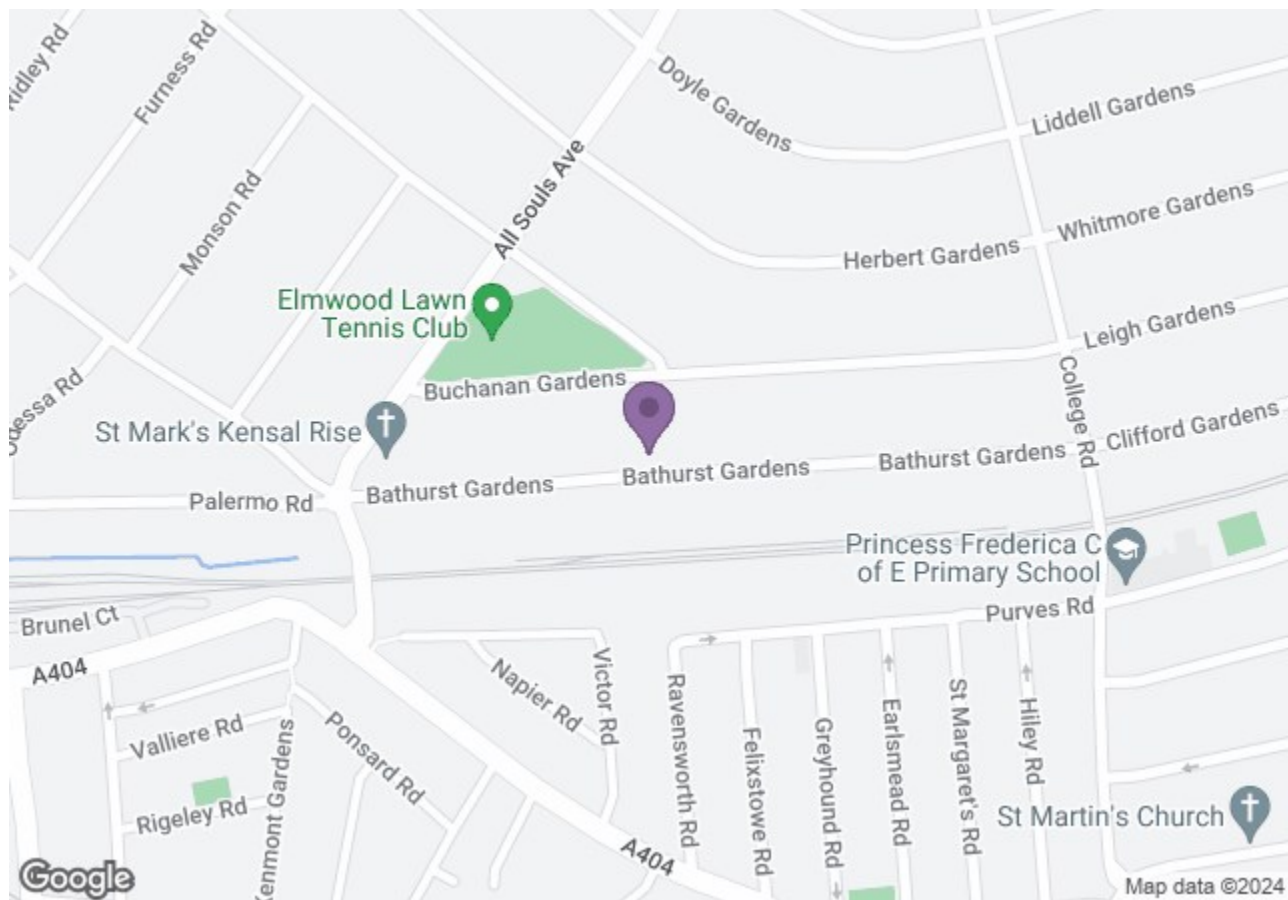 Ridley Rd
Furness Rd
Doyle Gardens
Liddell Gardens
Monson Rd
All Souls Ave
Whitmore Gardens
Herbert Gardens
Elmwood Lawn
Tennis Club
Leigh Gardens
Buchanan Gardens
College Rd
dessa Rd
St Mark's Kensal Rise
Clifford Gardens
Bathurst Gardens
Bathurst Gardens
Bathurst Gardens
Palermo Rd
Princess Frederica C
of E Primary School
Purves Rd
Brunel Ct
A404
Napier Rd
Victor Rd
Ravensworth Rd
Felixstowe Rd
Greyhound Rd
Earlsmead Rd
St Margaret's Rd
Hiley Rd
Valliere Rd
Ponsard Rd
Kenmont Gardens
Rigeley Rd
St Martin's Church
A404
Google
Map data ©2024